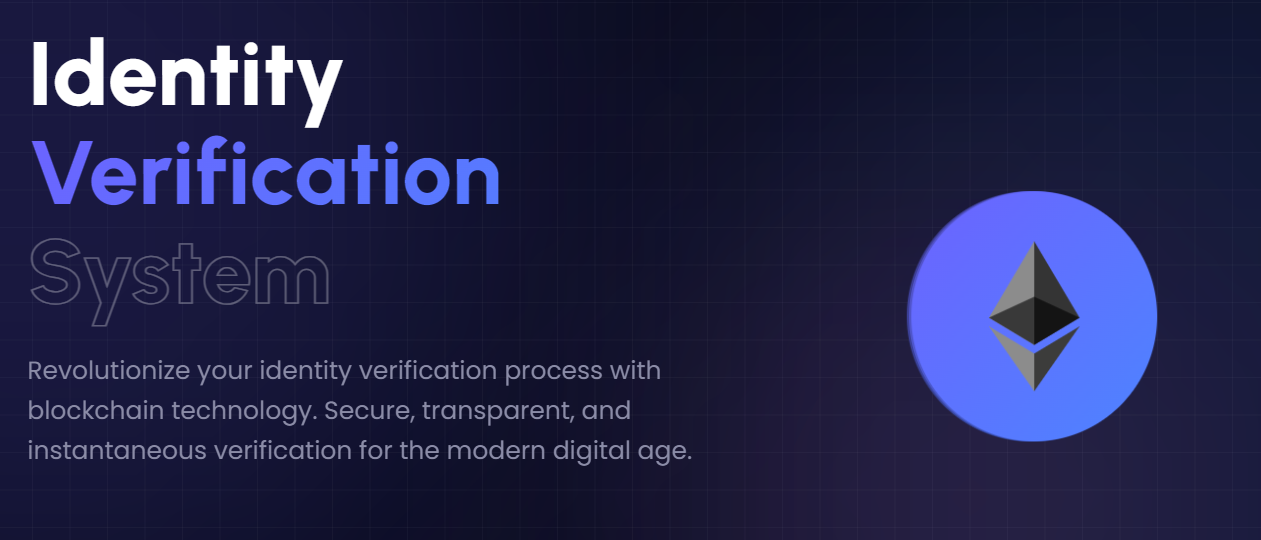 Identity
Verification
System
Revolutionize your identity verification process with
blockchain technology. Secure, transparent, and
instantaneous verification for the modern digital age.